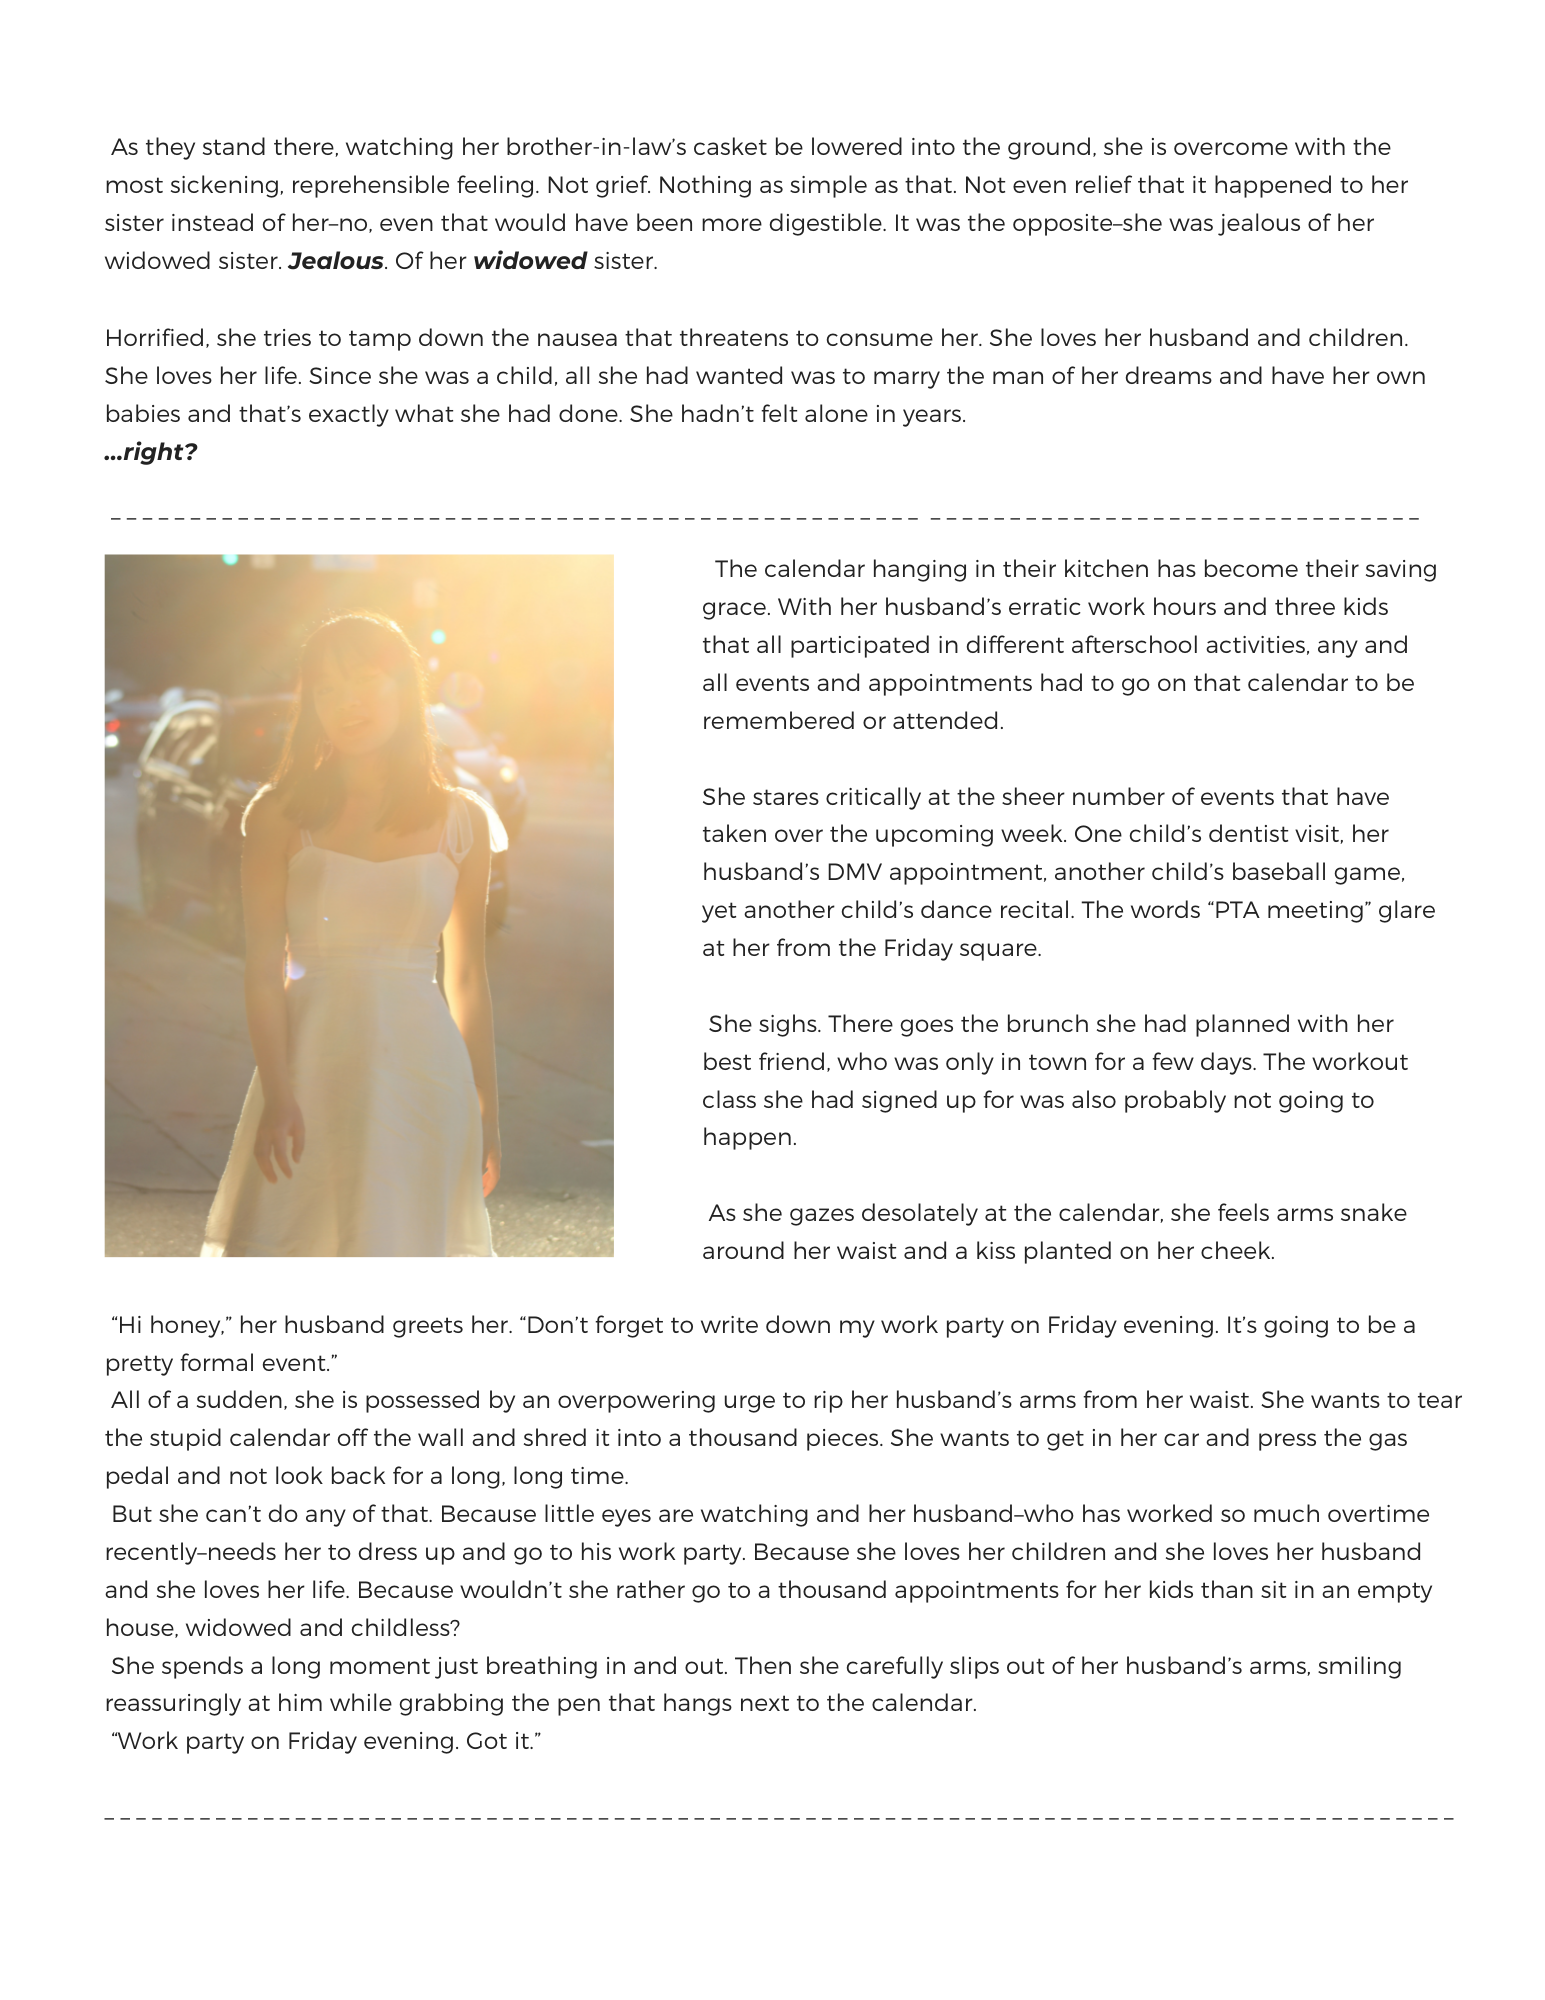 As they stand there, watching her brother-in-law’s casket be lowered into the ground, she is overcome with the
most sickening, reprehensible feeling. Not grief. Nothing as simple as that. Not even relief that it happened to her
sister instead of her–no, even that would have been more digestible. It was the opposite–she was jealous of her
widowed sister. Jealous. Of her widowed sister.
Horrified, she tries to tamp down the nausea that threatens to consume her. She loves her husband and children.
She loves her life. Since she was a child, all she had wanted was to marry the man of her dreams and have her own
babies and that’s exactly what she had done. She hadn’t felt alone in years.
...right?
The calendar hanging in their kitchen has become their saving
grace. With her husband’s erratic work hours and three kids
that all participated in different afterschool activities, any and
all events and appointments had to go on that calendar to be
remembered or attended.
She stares critically at the sheer number of events that have
taken over the upcoming week. One child’s dentist visit, her
husband’s DMV appointment, another child’s baseball game,
yet another child’s dance recital. The words “PTA meeting” glare
at her from the Friday square.
She sighs. There goes the brunch she had planned with her
best friend, who was only in town for a few days. The workout
class she had signed up for was also probably not going to
happen.
As she gazes desolately at the calendar, she feels arms snake
around her waist and a kiss planted on her cheek.
“Hi honey,” her husband greets her. “Don’t forget to write down my work party on Friday evening. It’s going to be a
pretty formal event.”
All of a sudden, she is possessed by an overpowering urge to rip her husband’s arms from her waist. She wants to tear
the stupid calendar off the wall and shred it into a thousand pieces. She wants to get in her car and press the gas
pedal and not look back for a long, long time.
But she can’t do any of that. Because little eyes are watching and her husband–who has worked so much overtime
recently–needs her to dress up and go to his work party. Because she loves her children and she loves her husband
and she loves her life. Because wouldn’t she rather go to a thousand appointments for her kids than sit in an empty
house, widowed and childless?
She spends a long moment just breathing in and out. Then she carefully slips out of her husband’s arms, smiling
reassuringly at him while grabbing the pen that hangs next to the calendar.
“Work party on Friday evening. Got it.”